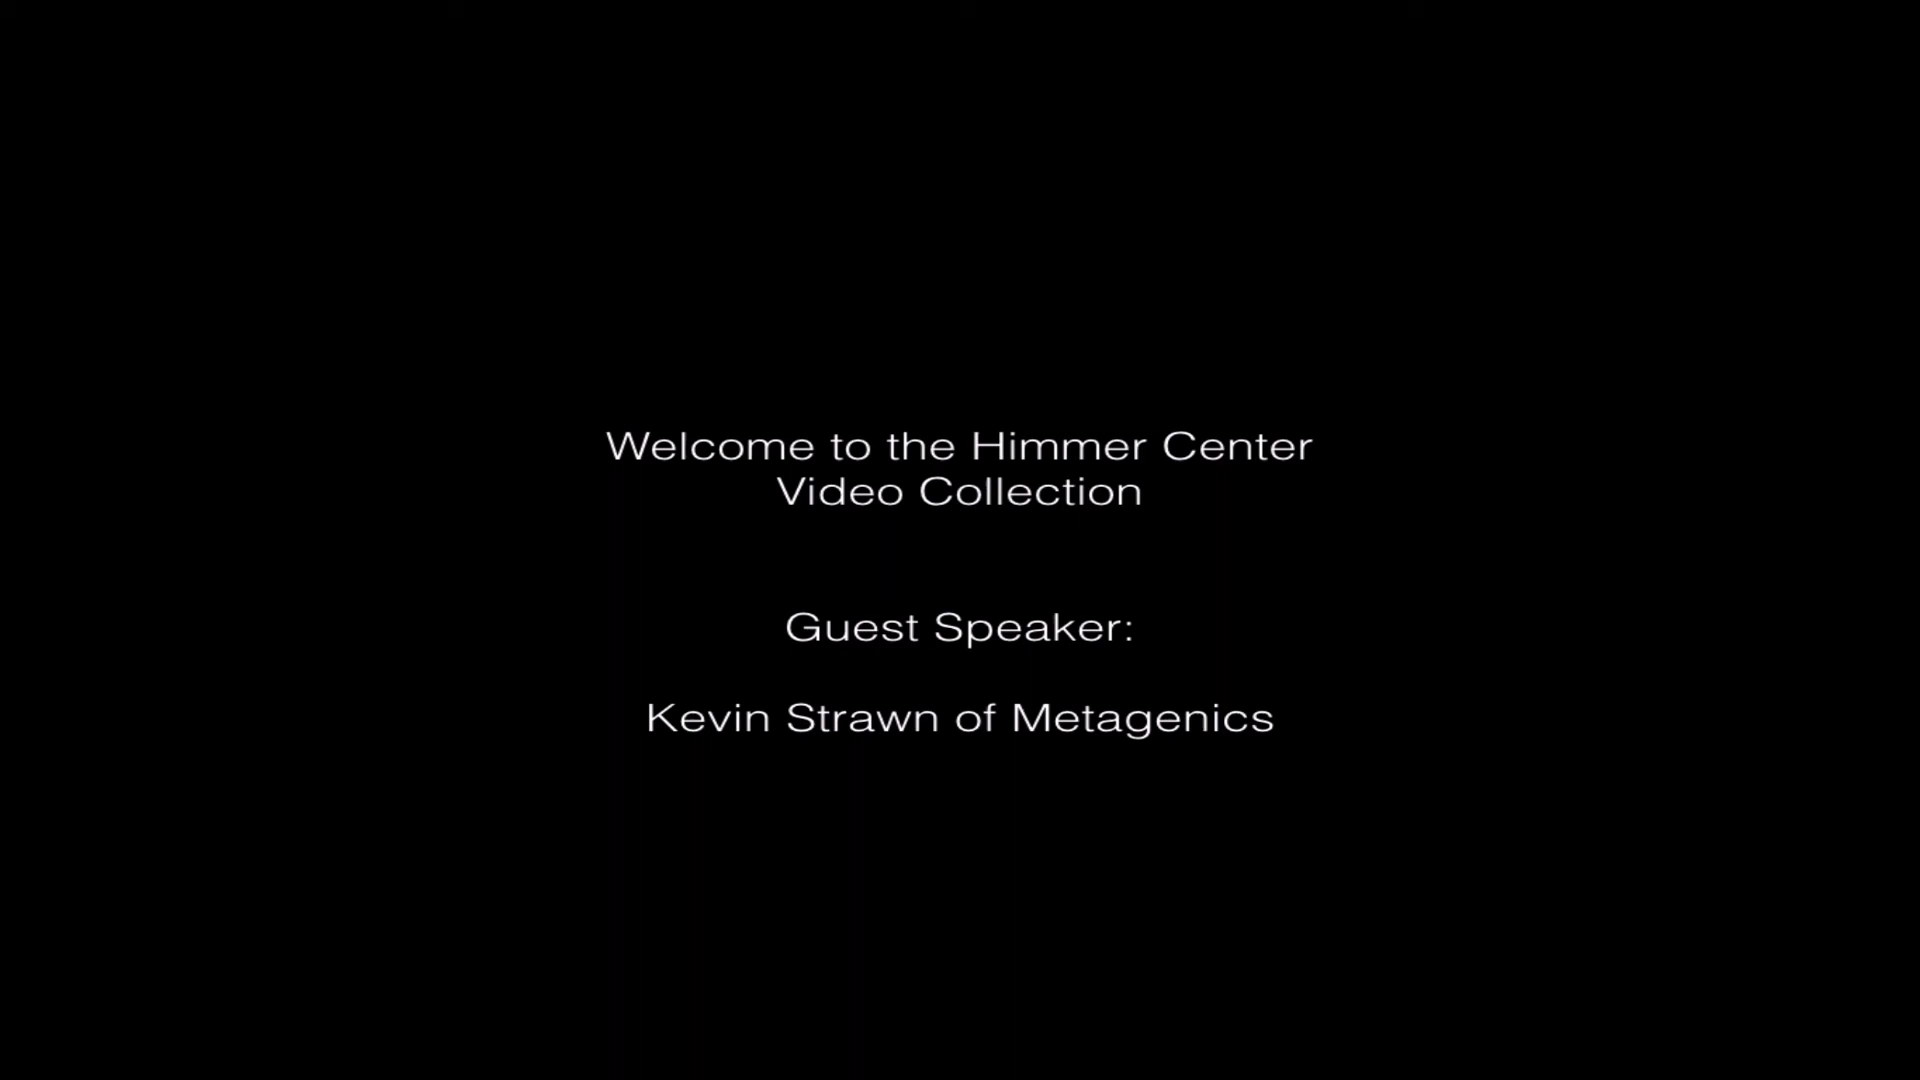 Welcome to the Himmer Center
Video Collection
Guest Speaker:
Kevin Strawn of Metagenics